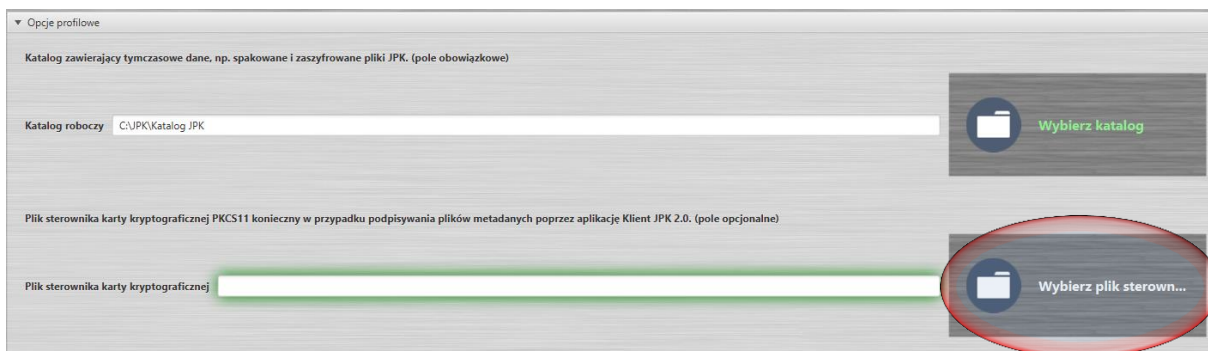 Opcje profilowe
Katalog zawierający tymczasowe dane, np. spakowane i zaszyfrowane pliki JPK. (pole obowiązkowe)
Katalog roboczy C:\JPK\Katalog JPK Wybierz katalog
Plik sterownika karty kryptograficznej PKCS11 konieczny w przypadku podpisywania plików metadanych poprzez aplikację Klient JPK 2.0. (pole opcjonalne)
Plik sterownika karty kryptograficznej Wybierz plik sterown...